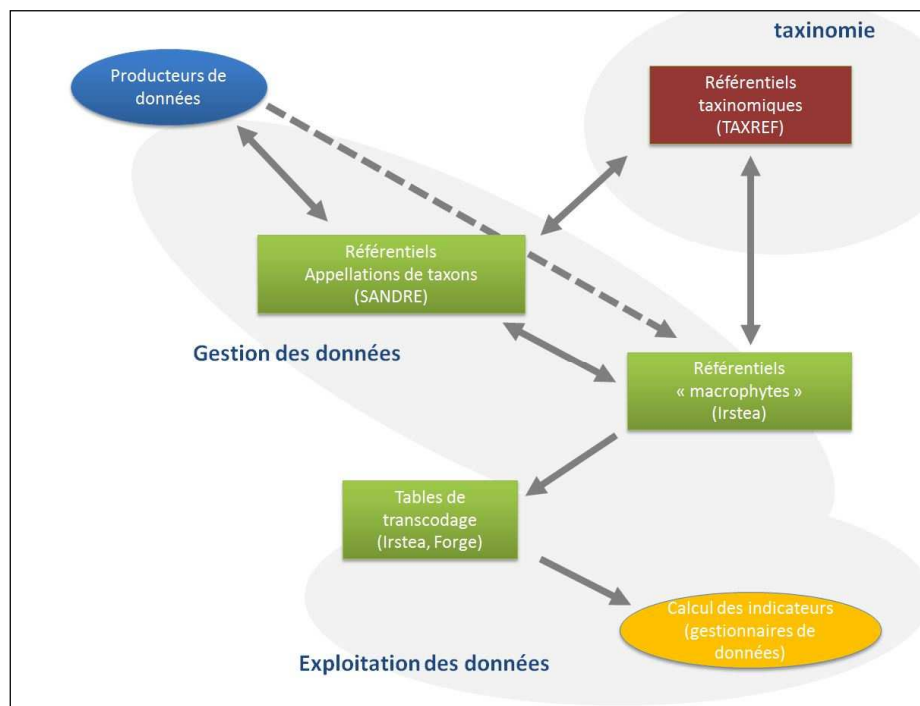 taxinomie
Producteurs de
données
Référentiels
taxinomiques
(TAXREF)
Référentiels
Appellations de taxons
(SANDRE)
Gestion des données
Référentiels
« macrophytes »
(Irstea)
Tables de
transcodage
(Irstea, Forge)
Calcul des indicateurs
(gestionnaires de
données)
Exploitation des données